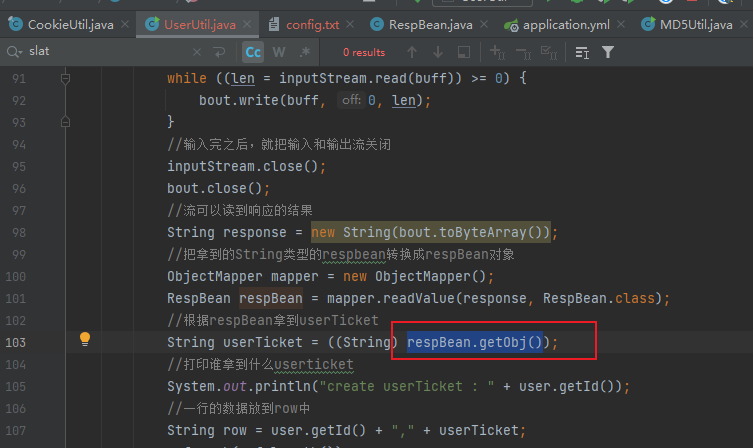 CookieUtil.java × UserUtil.java × config.txt × RespBean.java × application.yml × MD5Util.java ×
slat × Cc W .* 0 results
91 while ((len = inputStream.read(buff)) >= 0) {
92 bout.write(buff, off: 0, len);
93 }
94 //输入完之后，就把输入和输出流关闭
95 inputStream.close();
96 bout.close();
97 //流可以读到响应的结果
98 String response = new String(bout.toByteArray());
99 //把拿到的String类型的respbean转换成respBean对象
100 ObjectMapper mapper = new ObjectMapper();
101 RespBean respBean = mapper.readValue(response, RespBean.class);
102 //根据respBean拿到userTicket
103 String userTicket = ((String) respBean.getObj());
104 //打印谁拿到什么userticket
105 System.out.println("create userTicket : " + user.getId());
106 //一行的数据放到row中
107 String row = user.getId() + "," + userTicket;